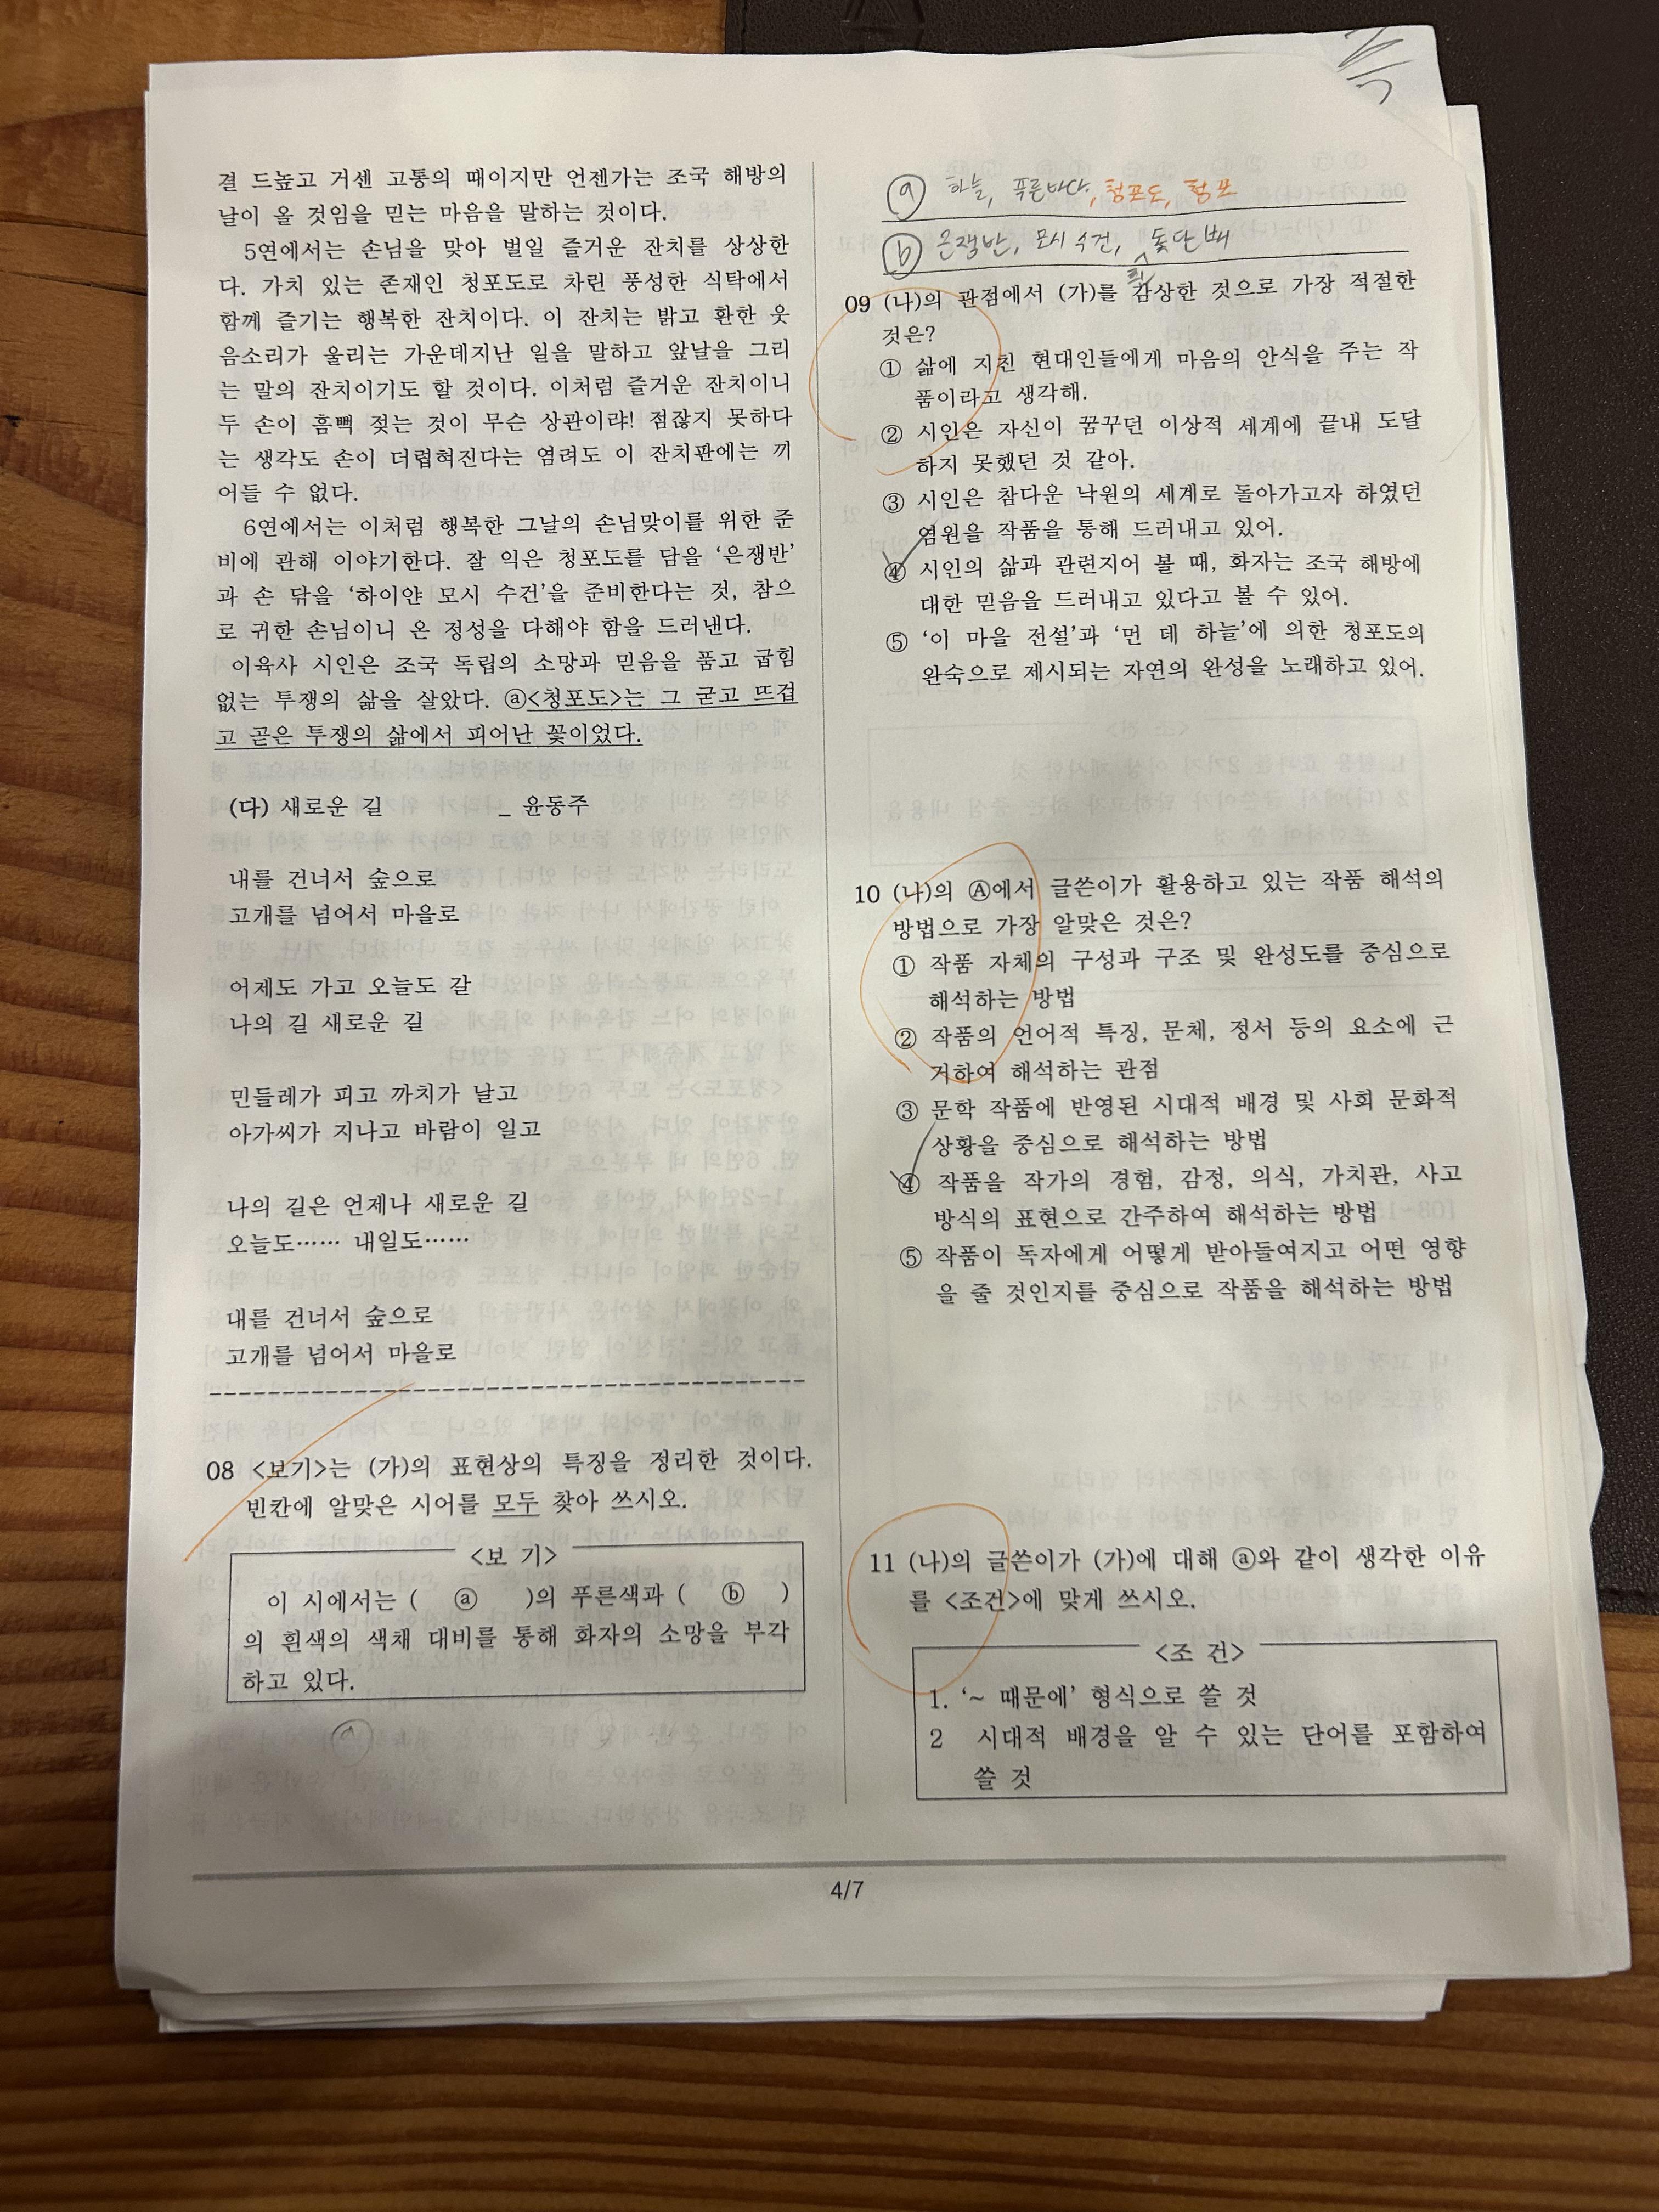 결 드높고 거센 고통의 때이지만 언젠가는 조국 해방의
날이 올 것임을 믿는 마음을 말하는 것이다.
5연에서는 손님을 맞아 벌일 즐거운 잔치를 상상한
다. 가치 있는 존재인 청포도로 차린 풍성한 식탁에서
함께 즐기는 행복한 잔치이다. 이 잔치는 밝고 환한 웃
음소리가 울리는 가운데지난 일을 말하고 앞날을 그리
는 말의 잔치이기도 할 것이다. 이처럼 즐거운 잔치이니
두 손이 흠뻑 젖는 것이 무슨 상관이랴! 점잖지 못하다
는 생각도 손이 더럽혀진다는 염려도 이 잔치판에는 끼
어들 수 없다.
6연에서는 이처럼 행복한 그날의 손님맞이를 위한 준
비에 관해 이야기한다. 잘 익은 청포도를 담을 ‘은쟁반’
과 손 닦을 ‘하이얀 모시 수건’을 준비한다는 것, 참으
로 귀한 손님이니 온 정성을 다해야 함을 드러낸다.
이육사 시인은 조국 독립의 소망과 믿음을 품고 굽힘
없는 투쟁의 삶을 살았다. ⓐ<청포도>는 그 굳고 뜨겁
고 곧은 투쟁의 삶에서 피어난 꽃이었다.
(다) 새로운 길 _ 윤동주
내를 건너서 숲으로
고개를 넘어서 마을로
어제도 가고 오늘도 갈
나의 길 새로운 길
민들레가 피고 까치가 날고
아가씨가 지나고 바람이 일고
나의 길은 언제나 새로운 길
오늘도…… 내일도……
내를 건너서 숲으로
고개를 넘어서 마을로
08 <보기>는 (가)의 표현상의 특징을 정리한 것이다.
빈칸에 알맞은 시어를 모두 찾아 쓰시오.
<보 기>
이 시에서는 ( ⓐ )의 푸른색과 ( ⓑ )
의 흰색의 색채 대비를 통해 화자의 소망을 부각
하고 있다.
ⓐ 하늘, 푸른바다, 청포도, 청포
ⓑ 은쟁반, 모시 수건, 흰 돛단배
09 (나)의 관점에서 (가)를 감상한 것으로 가장 적절한
것은?
① 삶에 지친 현대인들에게 마음의 안식을 주는 작
품이라고 생각해.
② 시인은 자신이 꿈꾸던 이상적 세계에 끝내 도달
하지 못했던 것 같아.
③ 시인은 참다운 낙원의 세계로 돌아가고자 하였던
염원을 작품을 통해 드러내고 있어.
④ 시인의 삶과 관련지어 볼 때, 화자는 조국 해방에
대한 믿음을 드러내고 있다고 볼 수 있어.
⑤ ‘이 마을 전설’과 ‘먼 데 하늘’에 의한 청포도의
완숙으로 제시되는 자연의 완성을 노래하고 있어.
10 (나)의 Ⓐ에서 글쓴이가 활용하고 있는 작품 해석의
방법으로 가장 알맞은 것은?
① 작품 자체의 구성과 구조 및 완성도를 중심으로
해석하는 방법
② 작품의 언어적 특징, 문체, 정서 등의 요소에 근
거하여 해석하는 관점
③ 문학 작품에 반영된 시대적 배경 및 사회 문화적
상황을 중심으로 해석하는 방법
④ 작품을 작가의 경험, 감정, 의식, 가치관, 사고
방식의 표현으로 간주하여 해석하는 방법
⑤ 작품이 독자에게 어떻게 받아들여지고 어떤 영향
을 줄 것인지를 중심으로 작품을 해석하는 방법
11 (나)의 글쓴이가 (가)에 대해 ⓐ와 같이 생각한 이유
를 <조건>에 맞게 쓰시오.
<조 건>
1. ‘~ 때문에’ 형식으로 쓸 것
2 시대적 배경을 알 수 있는 단어를 포함하여
쓸 것
4/7